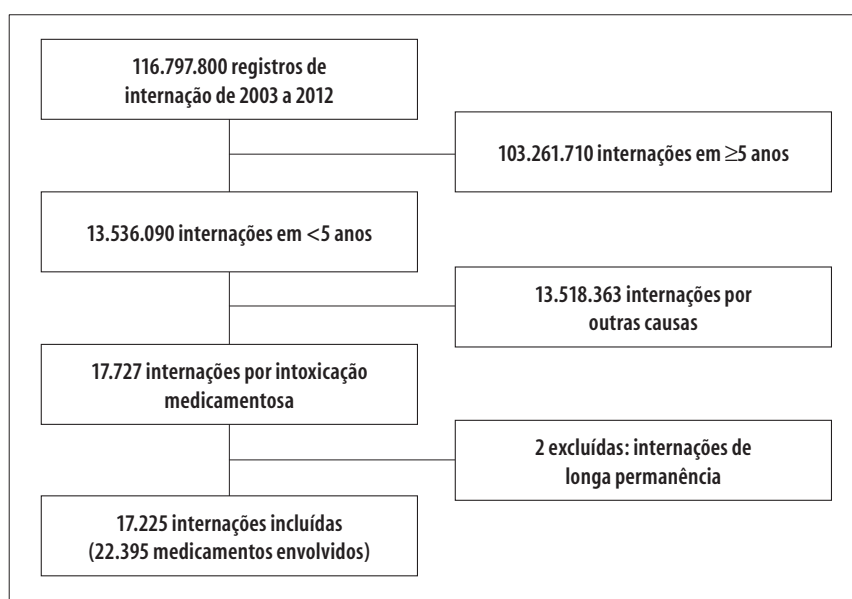 116.797.800 registros de
internação de 2003 a 2012
103.261.710 internações em ≥5 anos
13.536.090 internações em <5 anos
13.518.363 internações por
outras causas
17.727 internações por intoxicação
medicamentosa
2 excluídas: internações de
longa permanência
17.225 internações incluídas
(22.395 medicamentos envolvidos)